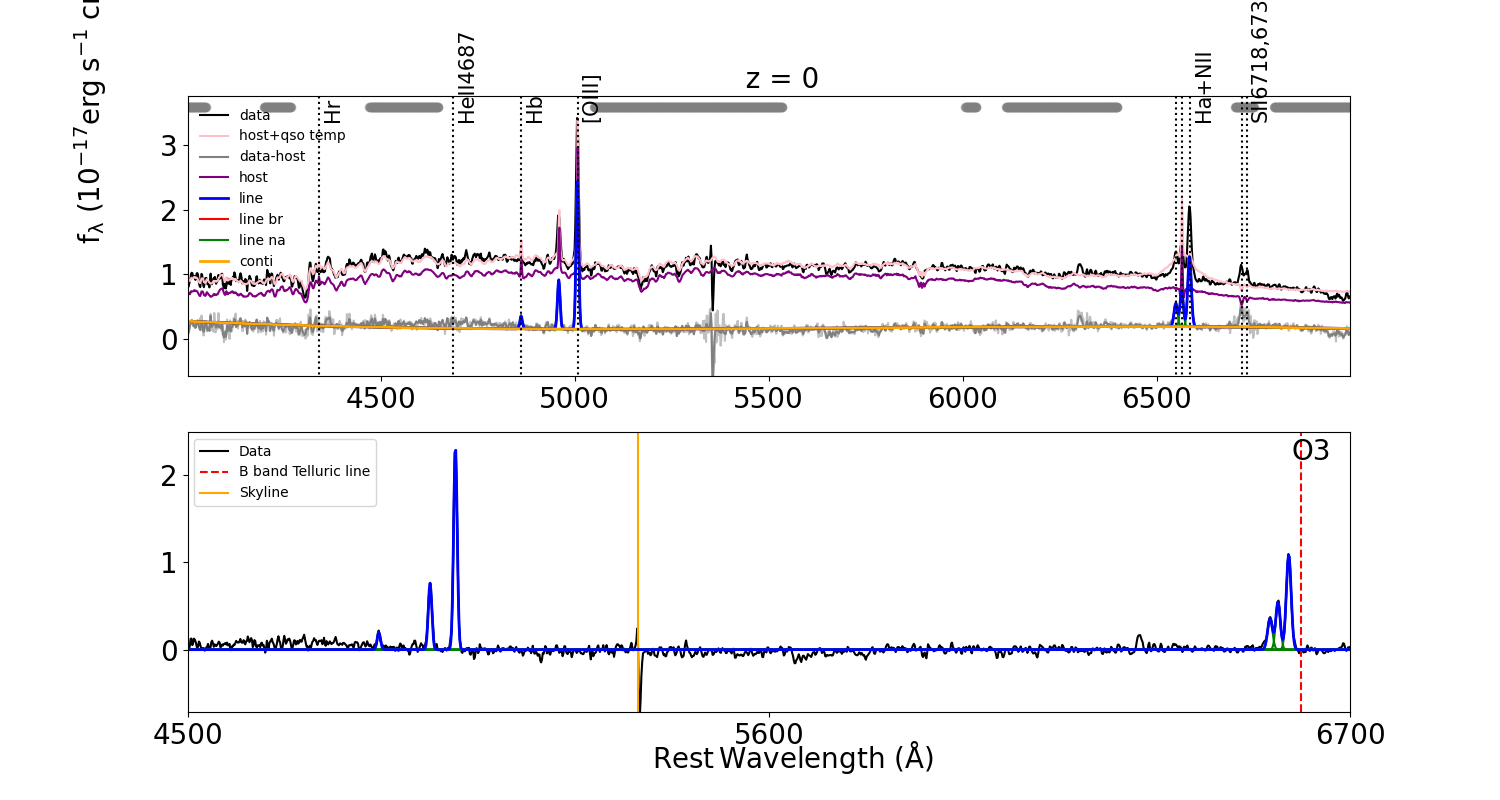 z = 0
fλ (10−17erg s−1 c
Hr
HeII4687
Hb
[OIII]
Ha+NII
SII6718,673
data
host+qso temp
data-host
host
line
line br
line na
conti
3
2
1
0
4500 5000 5500 6000 6500
Data
B band Telluric line
Skyline
O3
2
1
0
4500 5600 6700
Rest Wavelength (Å)